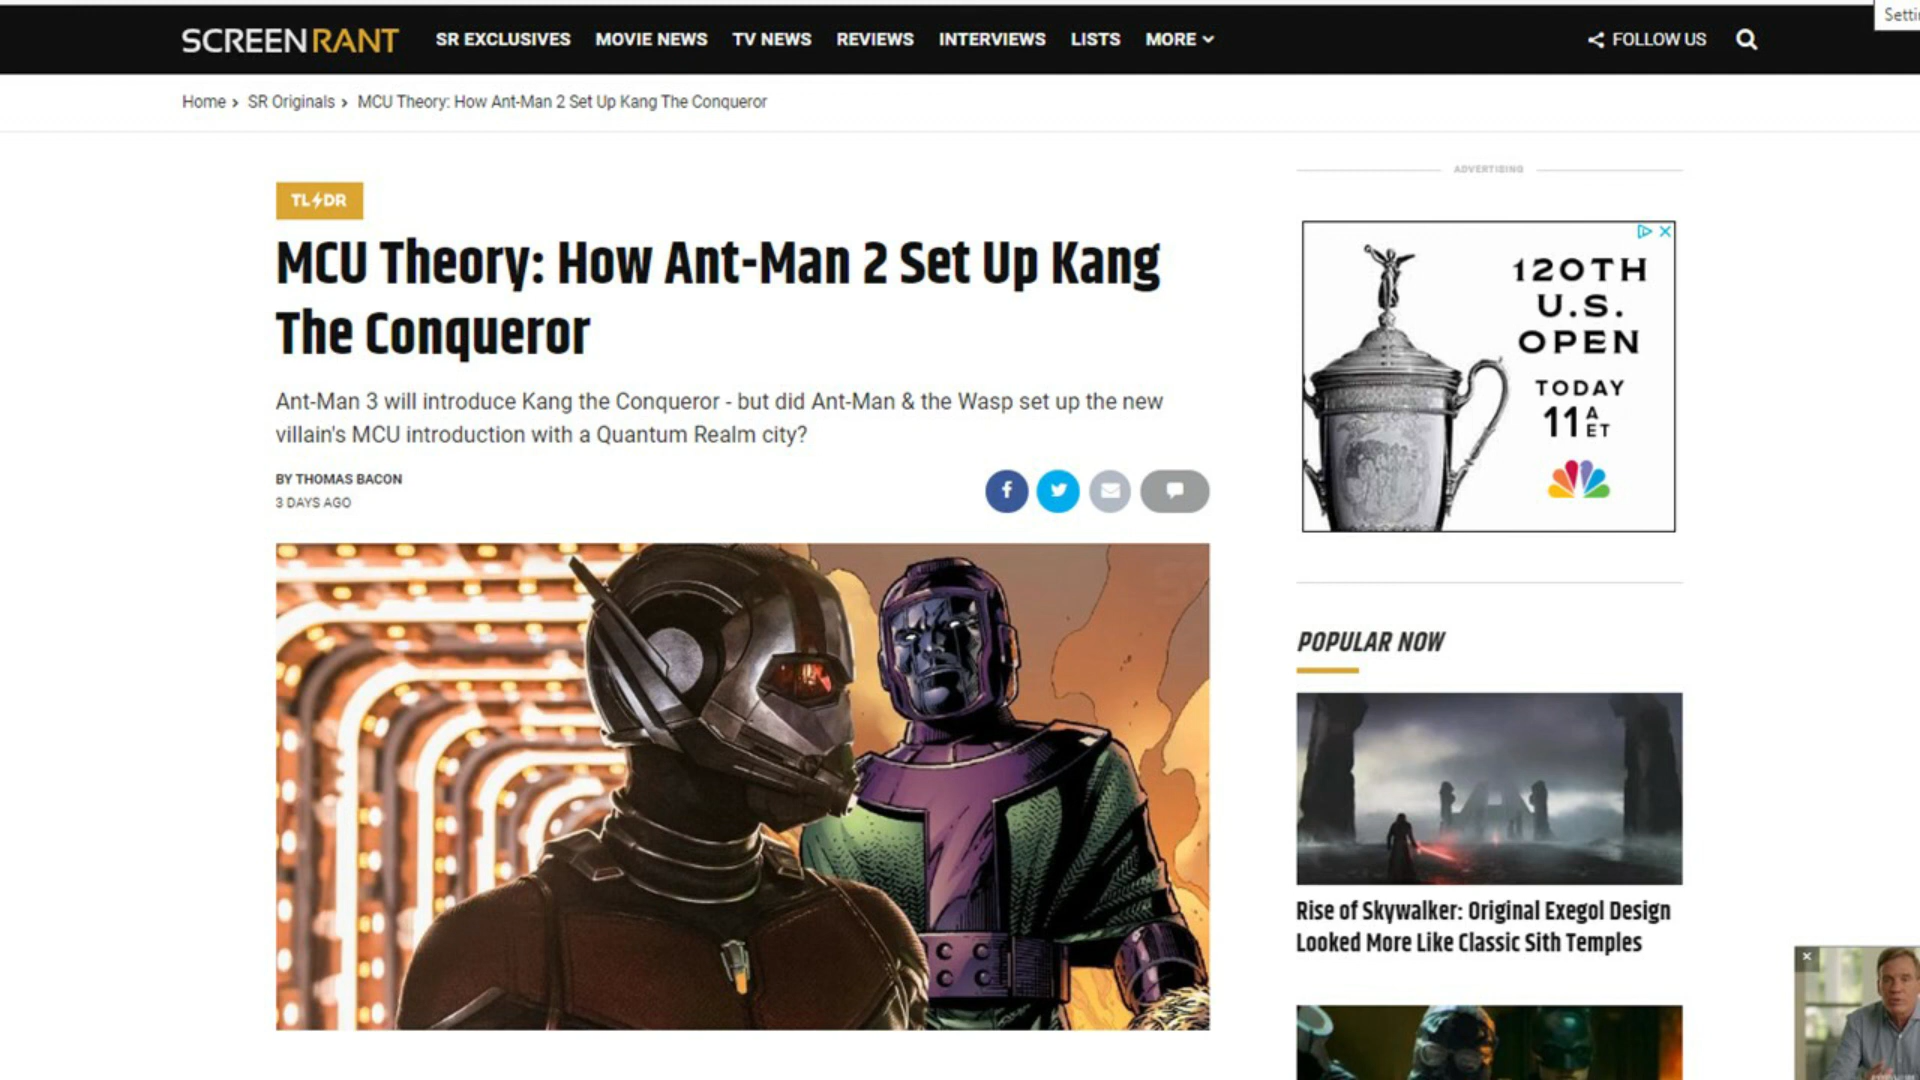 Setti
SCREENRANT SR EXCLUSIVES MOVIE NEWS TV NEWS REVIEWS INTERVIEWS LISTS MORE FOLLOW US
Home › SR Originals › MCU Theory: How Ant-Man 2 Set Up Kang The Conqueror
TL DR
MCU Theory: How Ant-Man 2 Set Up Kang
The Conqueror
Ant-Man 3 will introduce Kang the Conqueror - but did Ant-Man & the Wasp set up the new
villain's MCU introduction with a Quantum Realm city?
BY THOMAS BACON
3 DAYS AGO
ADVERTISING
120TH
U.S.
OPEN
TODAY
11 A ET
POPULAR NOW
Rise of Skywalker: Original Exegol Design
Looked More Like Classic Sith Temples